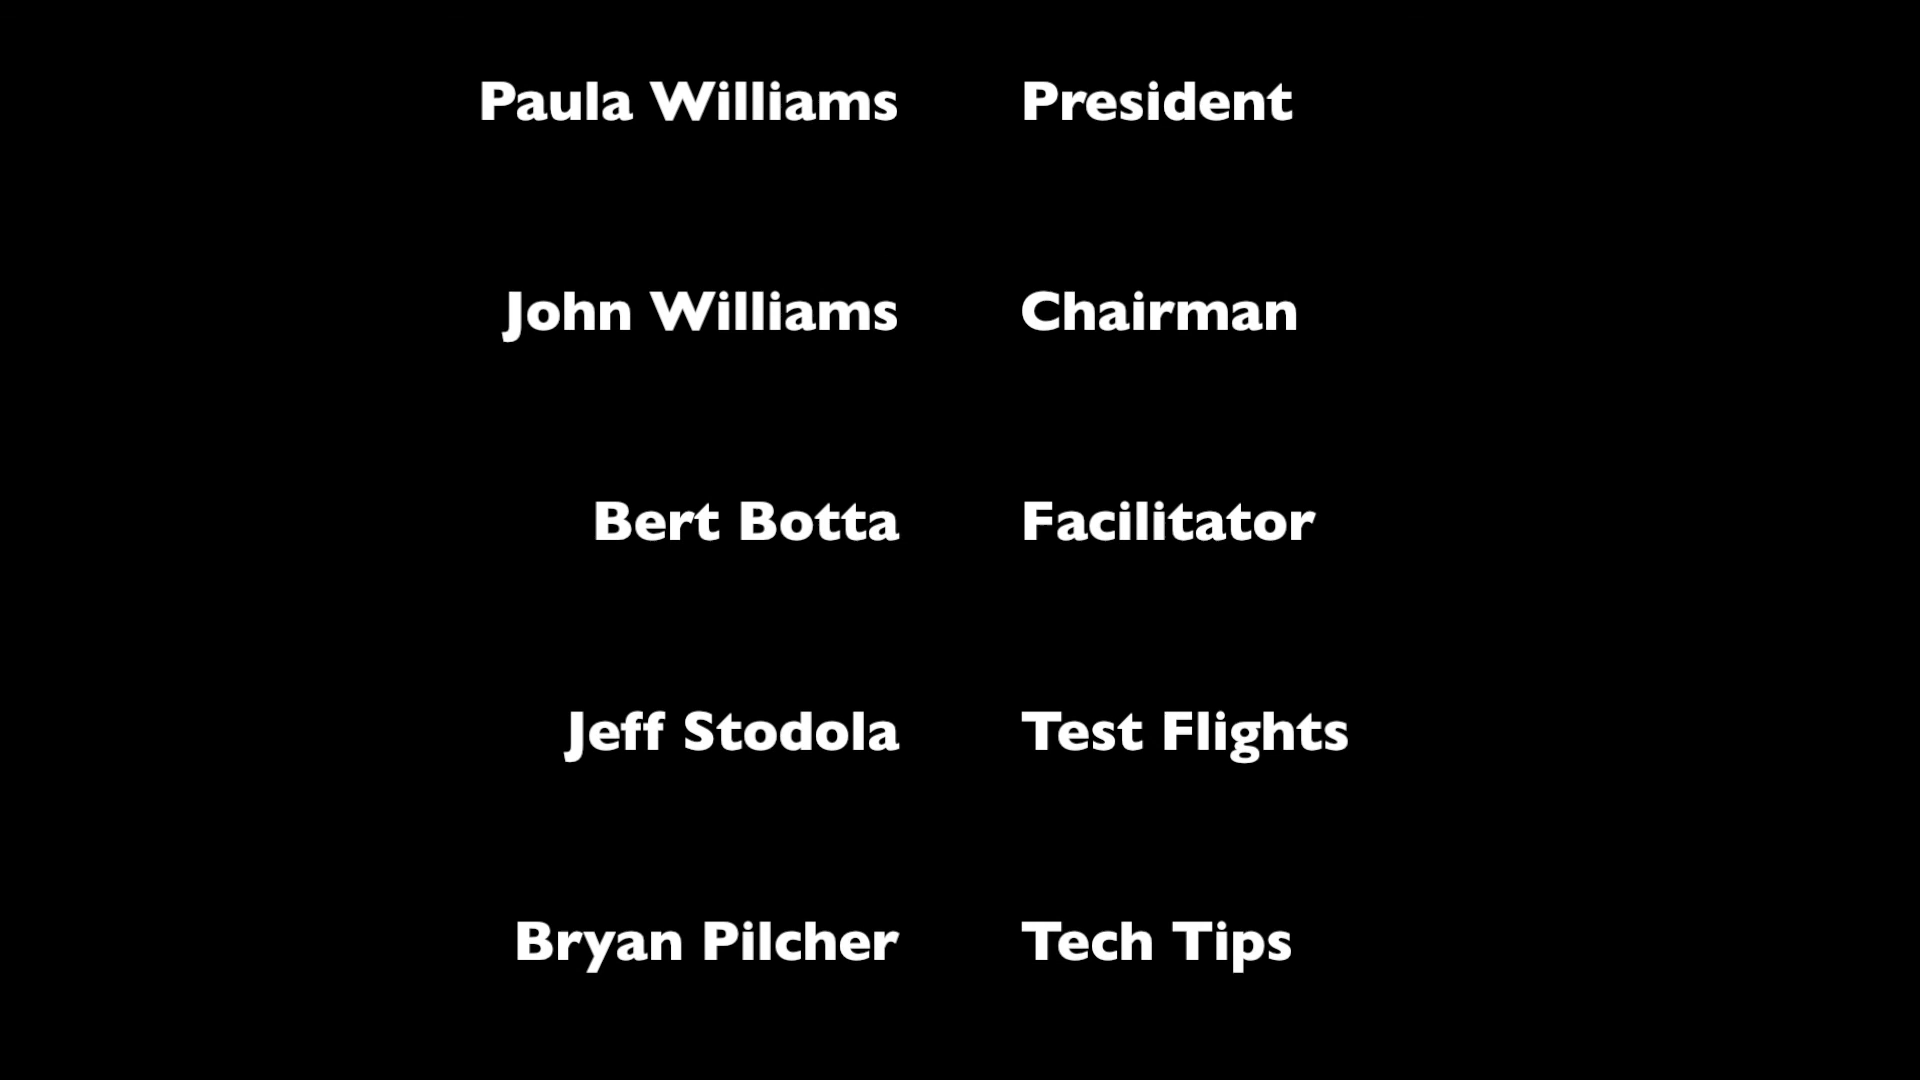 Paula Williams President
John Williams Chairman
Bert Botta Facilitator
Jeff Stodola Test Flights
Bryan Pilcher Tech Tips